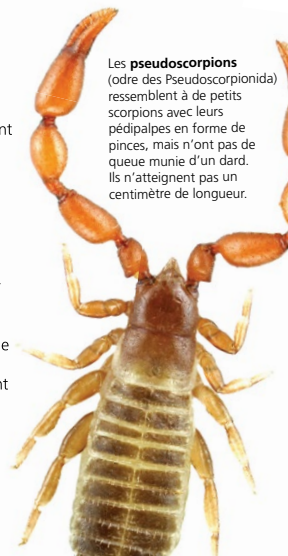 Les pseudoscorpions
(odre des Pseudoscorpionida)
ressemblent à de petits
scorpions avec leurs
pédipalpes en forme de
pinces, mais n'ont pas de
queue munie d'un dard.
Ils n'atteignent pas un
centimètre de longueur.